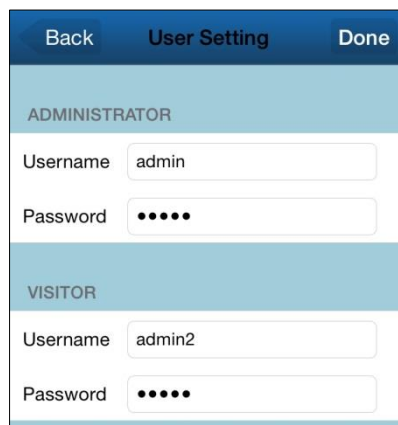 Back User Setting Done
ADMINISTRATOR
Username admin
Password •••••
VISITOR
Username admin2
Password •••••